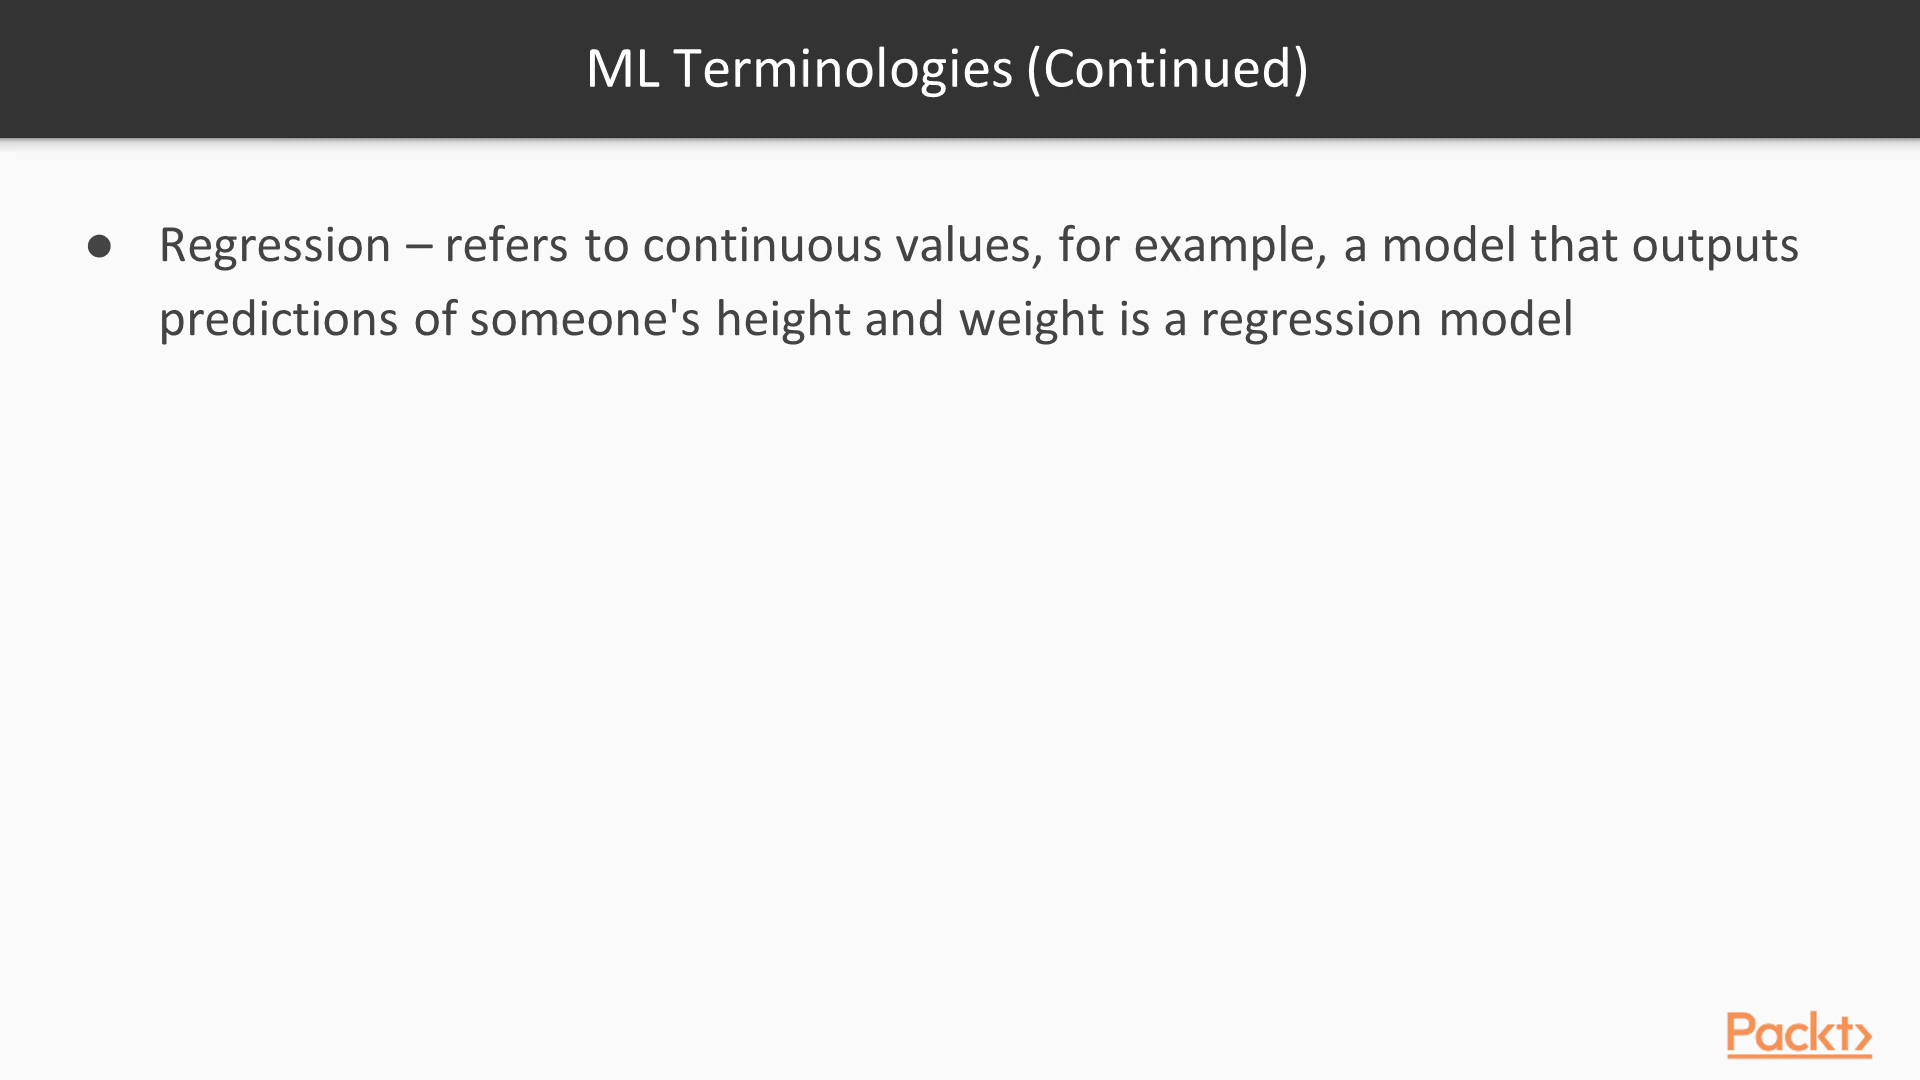 ML Terminologies (Continued)
● Regression – refers to continuous values, for example, a model that outputs
predictions of someone's height and weight is a regression model
Packt>